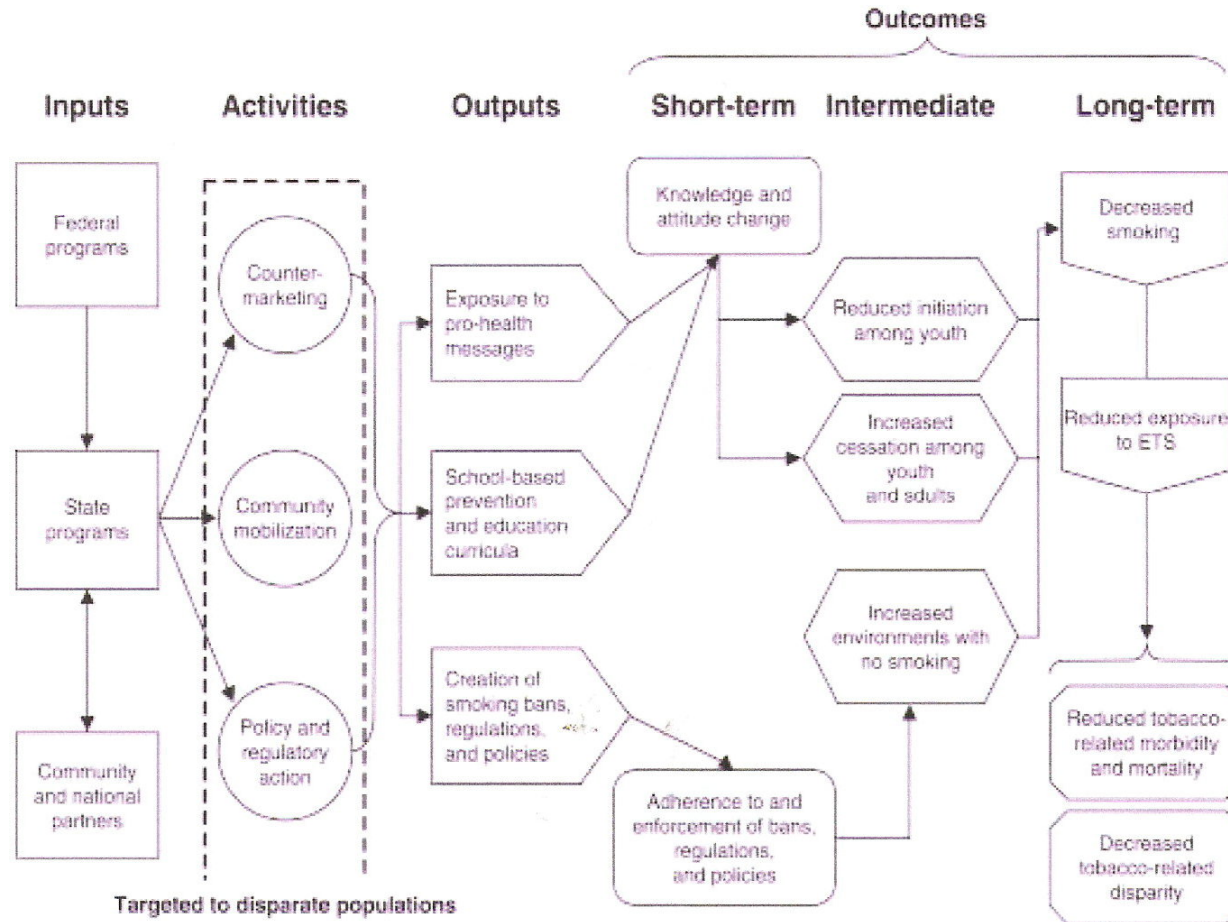 Outcomes
Inputs
Activities
Outputs
Short-term
Intermediate
Long-term
Federal
programs
State
programs
Community
and national
partners
Counter-
marketing
Community
mobilization
Policy and
regulatory
action
Targeted to disparate populations
Exposure to
pro-health
messages
School-based
prevention
and education
curricula
Creation of
smoking bans,
regulations,
and policies
Knowledge and
attitude change
Adherence to and
enforcement of bans,
regulations,
and policies
Reduced initiation
among youth
Increased
cessation among
youth
and adults
Increased
environments with
no smoking
Decreased
smoking
Reduced exposure
to ETS
Reduced tobacco-
related morbidity
and mortality
Decreased
tobacco-related
disparity